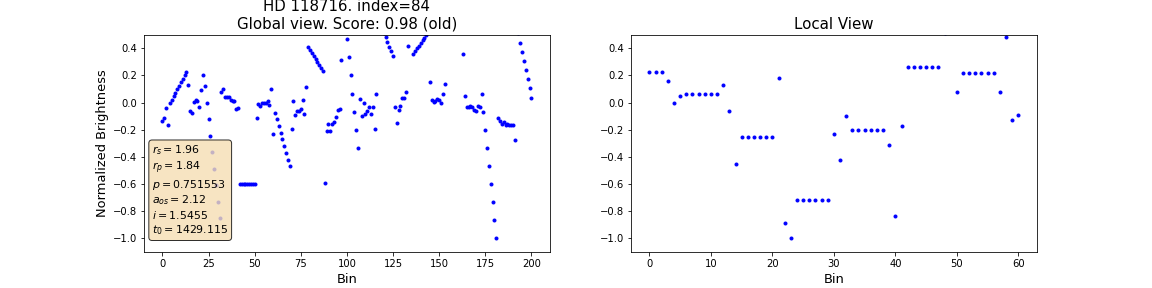 HD 118716. index=84
Global view. Score: 0.98 (old)
Local View
Normalized Brightness
0.4
0.2
0.0
−0.2
−0.4
−0.6
−0.8
−1.0
r_s = 1.96
r_p = 1.84
p = 0.751553
a_os = 2.12
i = 1.5455
t_0 = 1429.115
0 25 50 75 100 125 150 175 200
Bin
0.4
0.2
0.0
−0.2
−0.4
−0.6
−0.8
−1.0
0 10 20 30 40 50 60
Bin